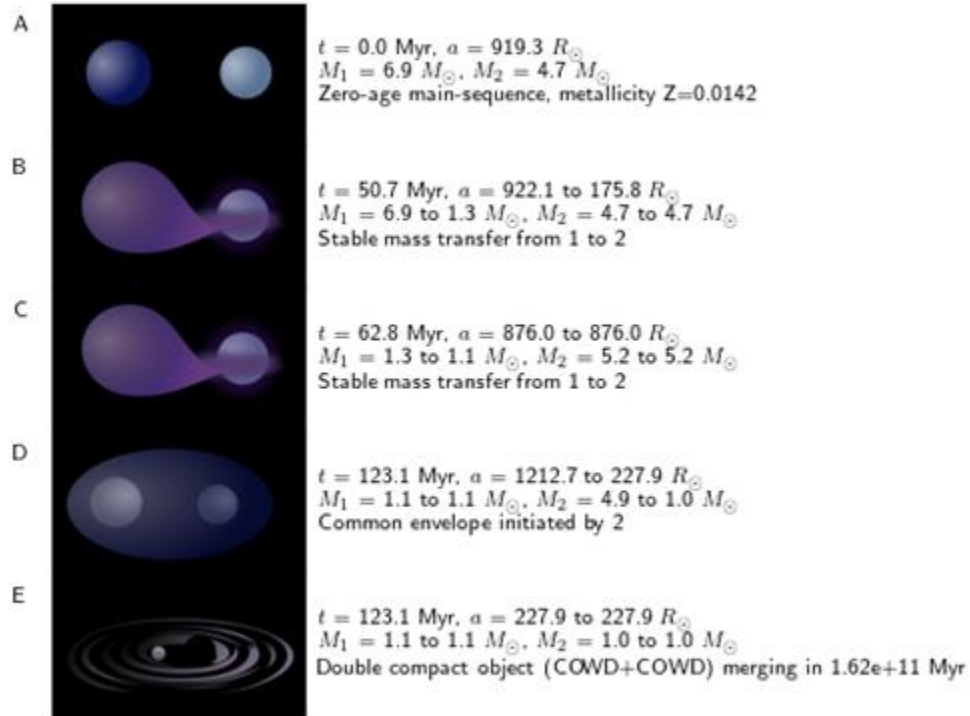 A
t = 0.0 Myr, a = 919.3 R⊙
M₁ = 6.9 M⊙, M₂ = 4.7 M⊙
Zero-age main-sequence, metallicity Z=0.0142
B
t = 50.7 Myr, a = 922.1 to 175.8 R⊙
M₁ = 6.9 to 1.3 M⊙, M₂ = 4.7 to 4.7 M⊙
Stable mass transfer from 1 to 2
C
t = 62.8 Myr, a = 876.0 to 876.0 R⊙
M₁ = 1.3 to 1.1 M⊙, M₂ = 5.2 to 5.2 M⊙
Stable mass transfer from 1 to 2
D
t = 123.1 Myr, a = 1212.7 to 227.9 R⊙
M₁ = 1.1 to 1.1 M⊙, M₂ = 4.9 to 1.0 M⊙
Common envelope initiated by 2
E
t = 123.1 Myr, a = 227.9 to 227.9 R⊙
M₁ = 1.1 to 1.1 M⊙, M₂ = 1.0 to 1.0 M⊙
Double compact object (COWD+COWD) merging in 1.62e+11 Myr